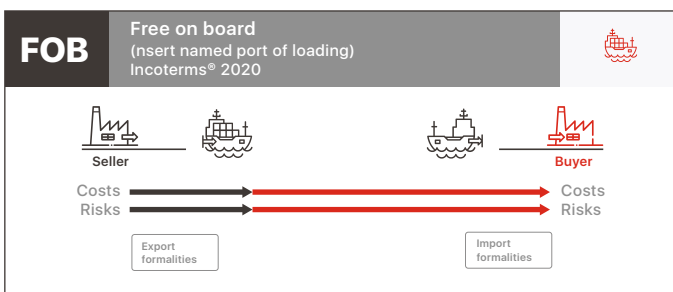 FOB
Free on board
(nsert named port of loading)
Incoterms® 2020
Seller
Buyer
Costs
Costs
Risks
Risks
Export
formalities
Import
formalities